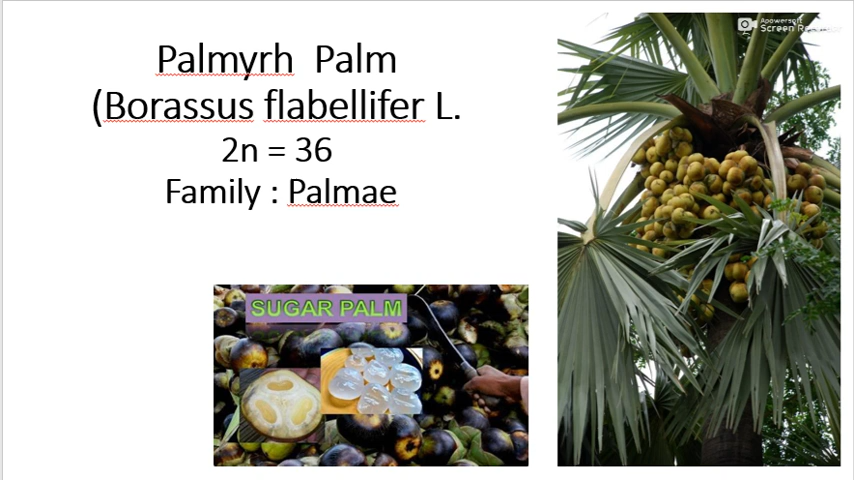 Palmyrh Palm
(Borassus flabellifer L.
2n = 36
Family : Palmae
SUGAR PALM
Apowersoft
Screen Recorder